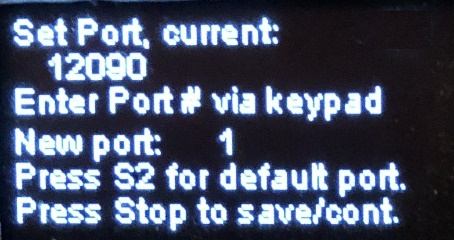 Set Port, current:
12090
Enter Port# via keypad
New port: 1
Press S2 for default port.
Press Stop to save/cont.